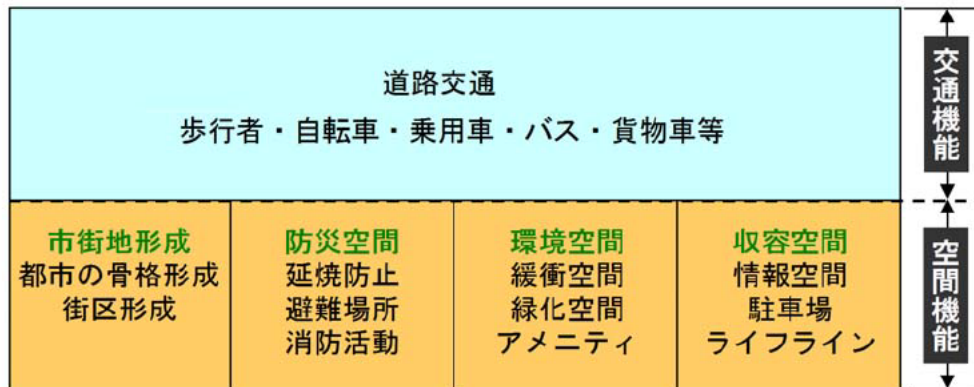 道路交通
歩行者・自転車・乗用車・バス・貨物車等
交通機能
市街地形成
都市の骨格形成
街区形成
防災空間
延焼防止
避難場所
消防活動
環境空間
緩衝空間
緑化空間
アメニティ
収容空間
情報空間
駐車場
ライフライン
空間機能